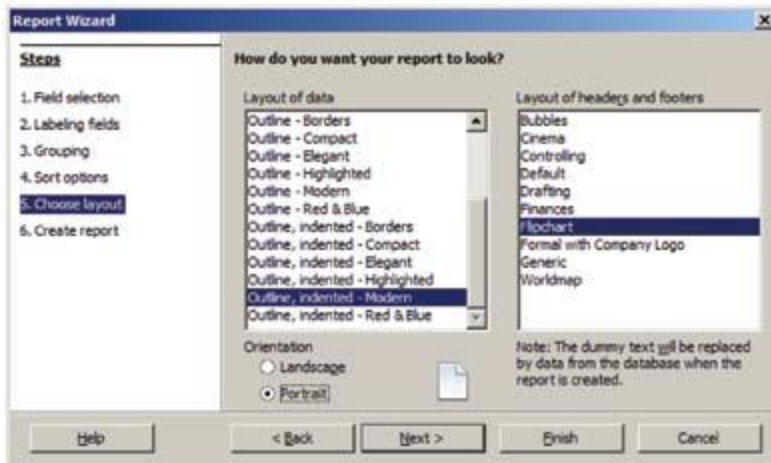 Report Wizard
Steps
1. Field selection
2. Labeling fields
3. Grouping
4. Sort options
5. Choose layout
6. Create report
How do you want your report to look?
Layout of data
Outline - Borders
Outline - Compact
Outline - Elegant
Outline - Highlighted
Outline - Modern
Outline - Red & Blue
Outline, indented - Borders
Outline, indented - Compact
Outline, indented - Elegant
Outline, indented - Highlighted
Outline, indented - Modern
Outline, indented - Red & Blue
Layout of headers and footers
Bubbles
Cinema
Controlling
Default
Drafting
Finances
Flipchart
Formal with Company Logo
Generic
Worldmap
Orientation
Landscape
Portrait
Note: The dummy text will be replaced
by data from the database when the
report is created.
Help
< Back
Next >
Finish
Cancel